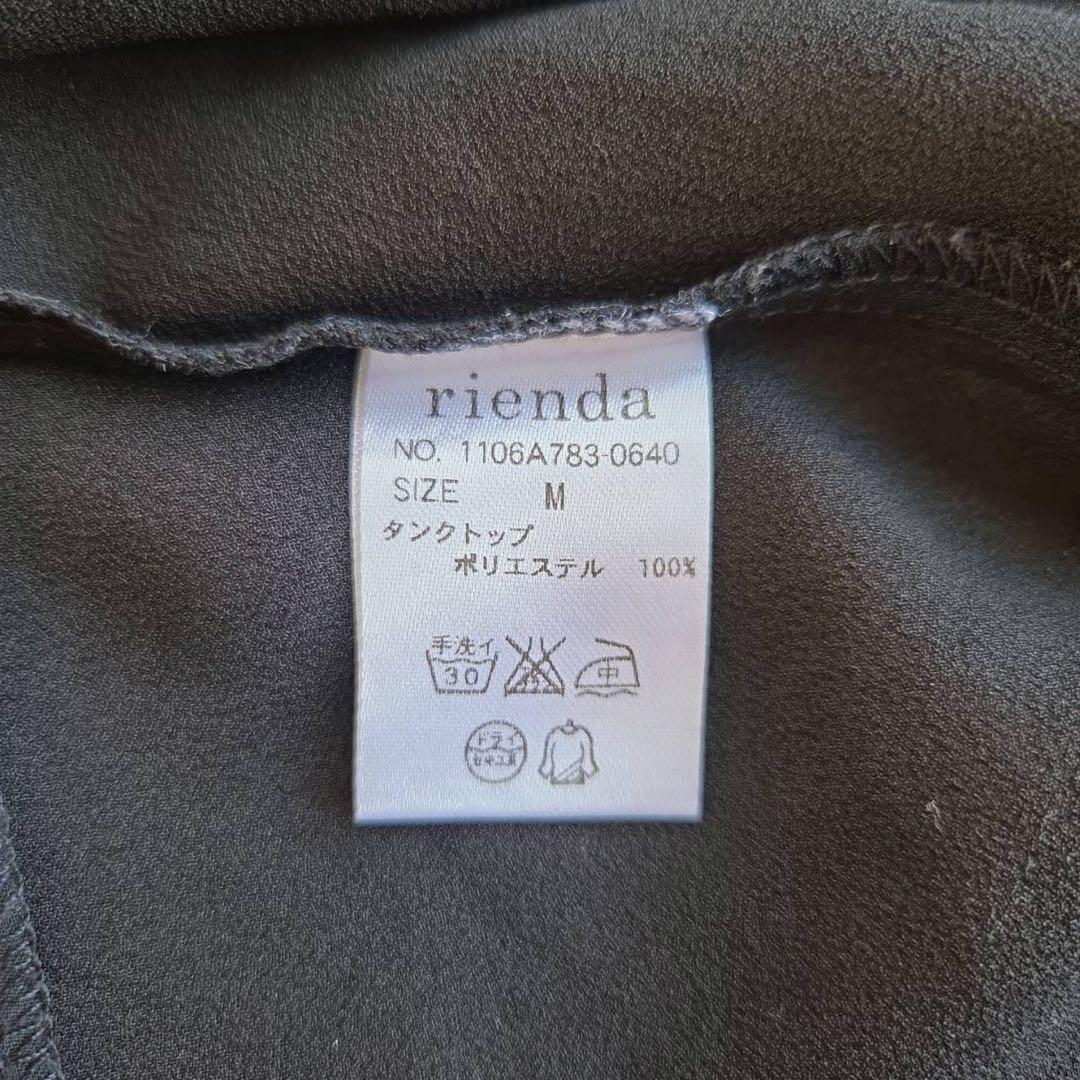 rienda
NO. 1106A783-0640
SIZE M
タンクトップ
ポリエステル 100%
手洗イ
30
中
ドライ
セキユ系